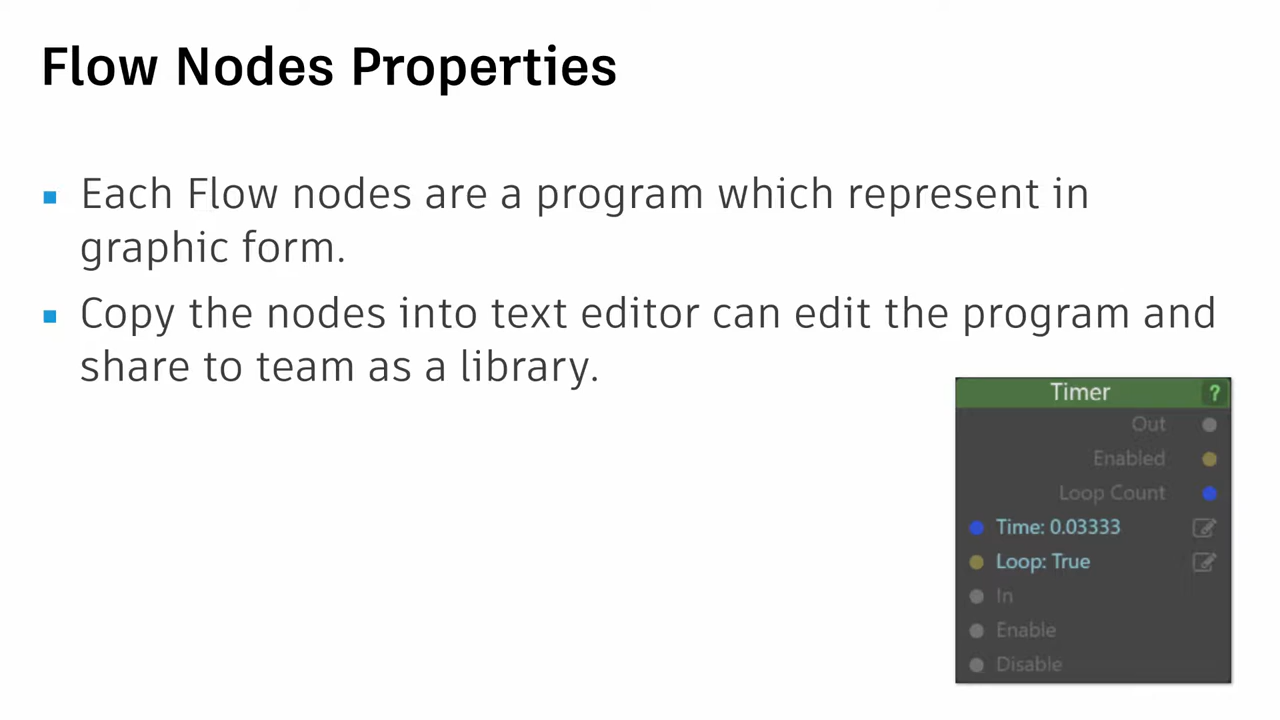 Flow Nodes Properties
Each Flow nodes are a program which represent in
graphic form.
Copy the nodes into text editor can edit the program and
share to team as a library.
Timer ?
Out
Enabled
Loop Count
Time: 0.03333
Loop: True
In
Enable
Disable